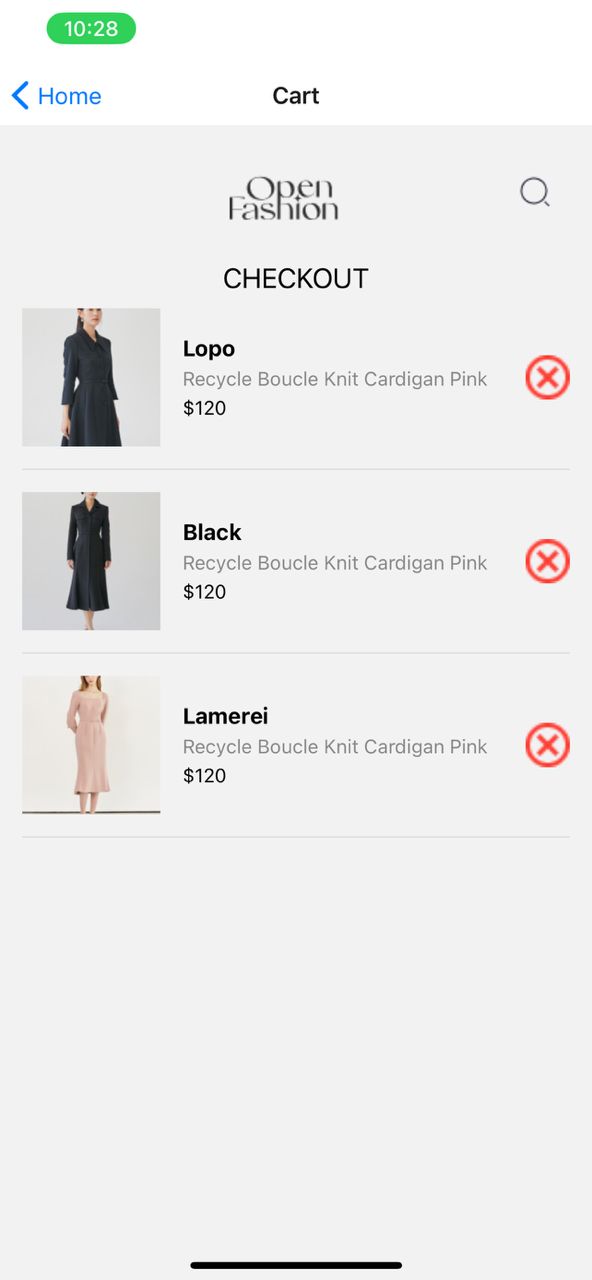 10:28
Home
Cart
Open
Fashion
CHECKOUT
Lopo
Recycle Boucle Knit Cardigan Pink
$120
Black
Recycle Boucle Knit Cardigan Pink
$120
Lamerei
Recycle Boucle Knit Cardigan Pink
$120